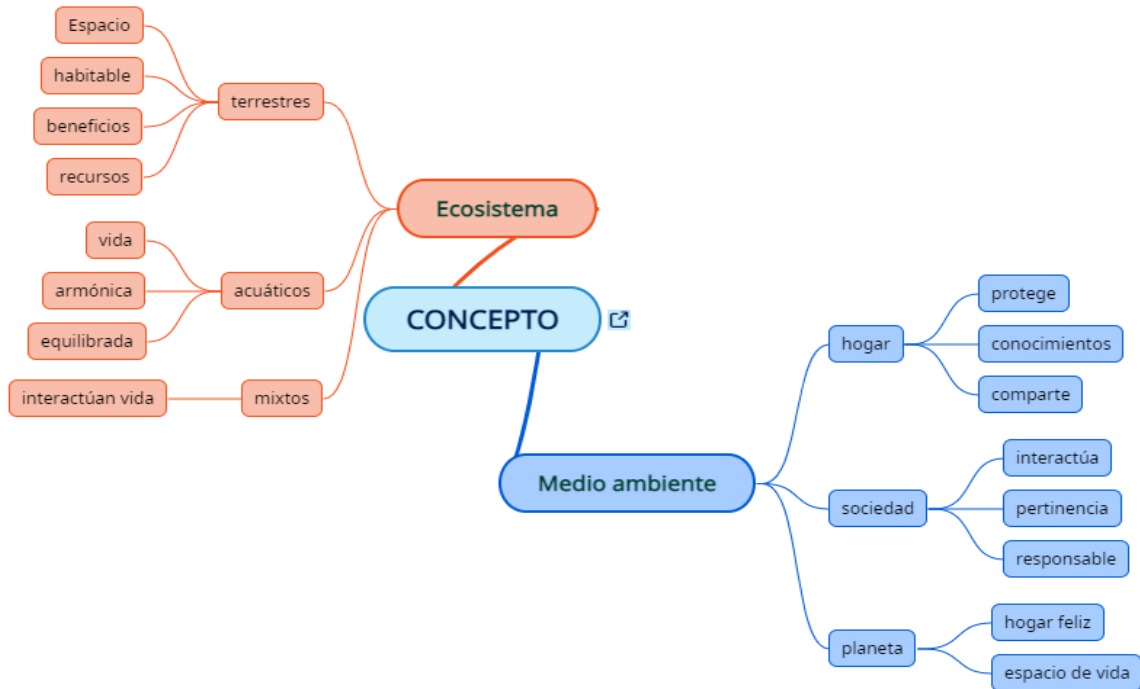 Espacio
habitable
beneficios
recursos
terrestres
vida
armónica
equilibrada
acuáticos
interactúan vida
mixtos
Ecosistema
CONCEPTO
Medio ambiente
hogar
protege
conocimientos
comparte
sociedad
interactúa
pertinencia
responsable
planeta
hogar feliz
espacio de vida